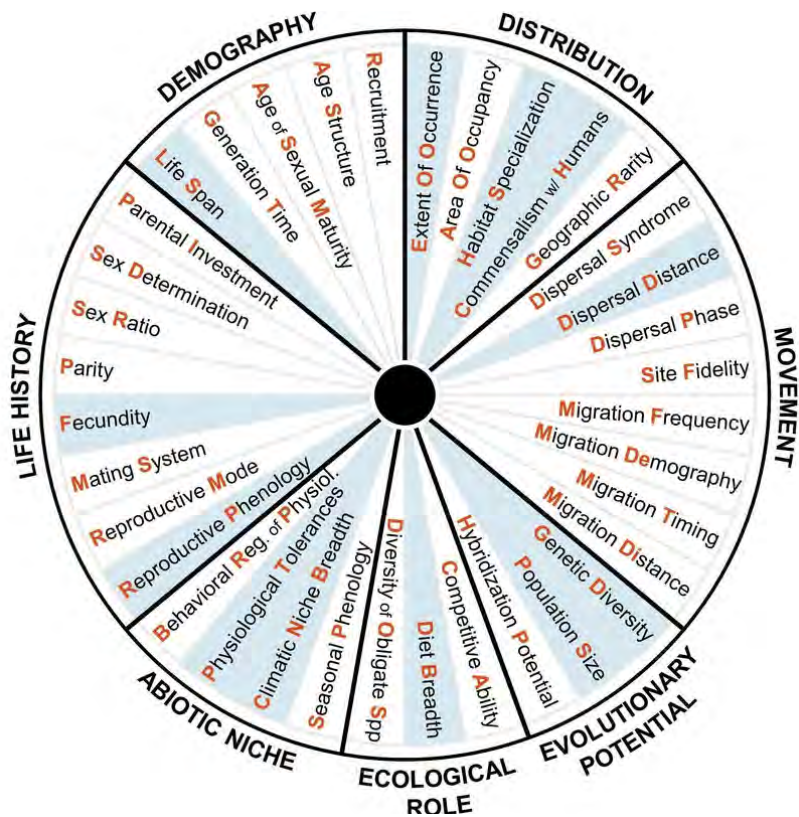 DEMOGRAPHY
Life Span
Generation Time
Age of Sexual Maturity
Age Structure
Recruitment
DISTRIBUTION
Extent Of Occurrence
Area Of Occupancy
Habitat Specialization
Commensalism w/ Humans
Geographic Rarity
MOVEMENT
Dispersal Syndrome
Dispersal Distance
Dispersal Phase
Site Fidelity
Migration Frequency
Migration Demography
Migration Timing
Migration Distance
EVOLUTIONARY
POTENTIAL
Genetic Diversity
Population Size
Hybridization Potential
ECOLOGICAL
ROLE
Competitive Ability
Diet Breadth
Diversity of Obligate Spp
ABIOTIC NICHE
Seasonal Phenology
Climatic Niche Breadth
Physiological Tolerances
Behavioral Reg. of Physiol.
LIFE HISTORY
Reproductive Phenology
Reproductive Mode
Mating System
Fecundity
Parity
Sex Ratio
Sex Determination
Parental Investment